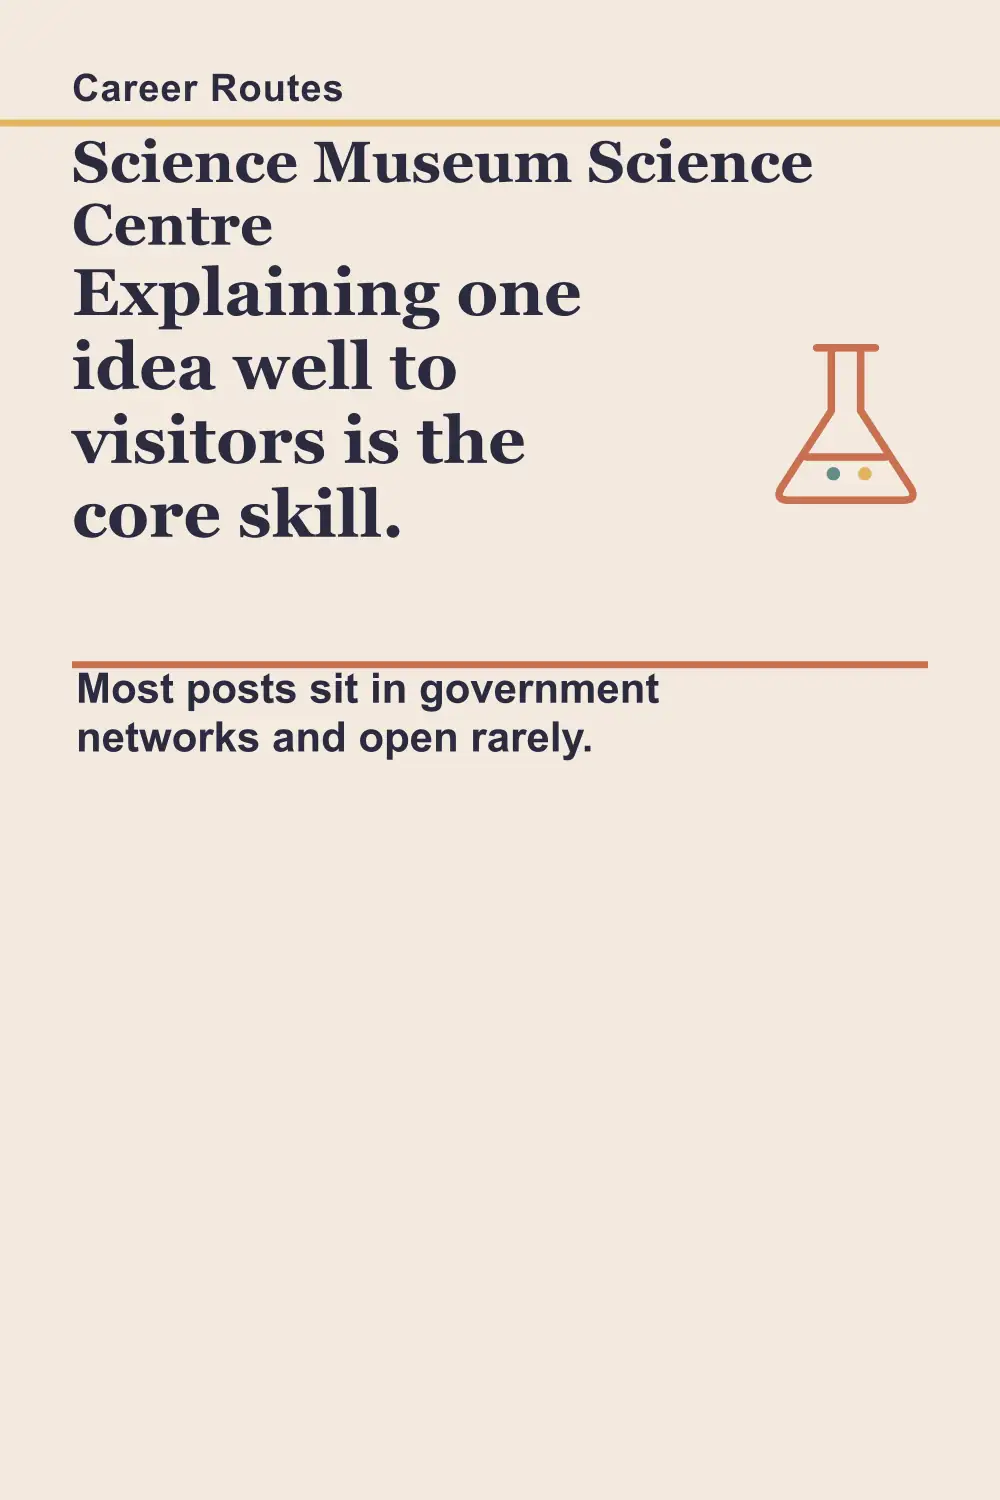 Career Routes
Science Museum Science
Centre
Explaining one
idea well to
visitors is the
core skill.
Most posts sit in government
networks and open rarely.